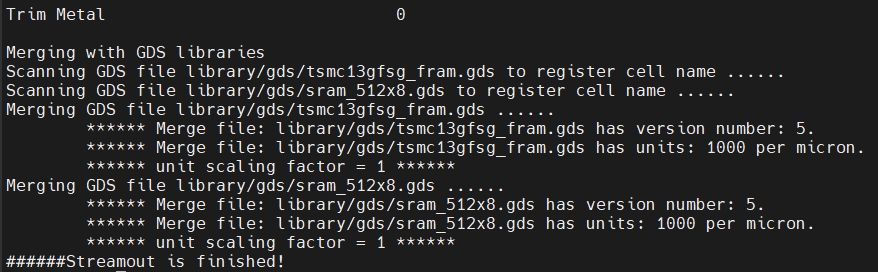 Trim Metal                             0
Merging with GDS libraries
Scanning GDS file library/gds/tsmc13gfsg_fram.gds to register cell name ......
Scanning GDS file library/gds/sram_512x8.gds to register cell name ......
Merging GDS file library/gds/tsmc13gfsg_fram.gds ......
        ****** Merge file: library/gds/tsmc13gfsg_fram.gds has version number: 5.
        ****** Merge file: library/gds/tsmc13gfsg_fram.gds has units: 1000 per micron.
        ****** unit scaling factor = 1 ******
Merging GDS file library/gds/sram_512x8.gds ......
        ****** Merge file: library/gds/sram_512x8.gds has version number: 5.
        ****** Merge file: library/gds/sram_512x8.gds has units: 1000 per micron.
        ****** unit scaling factor = 1 ******
######Streamout is finished!